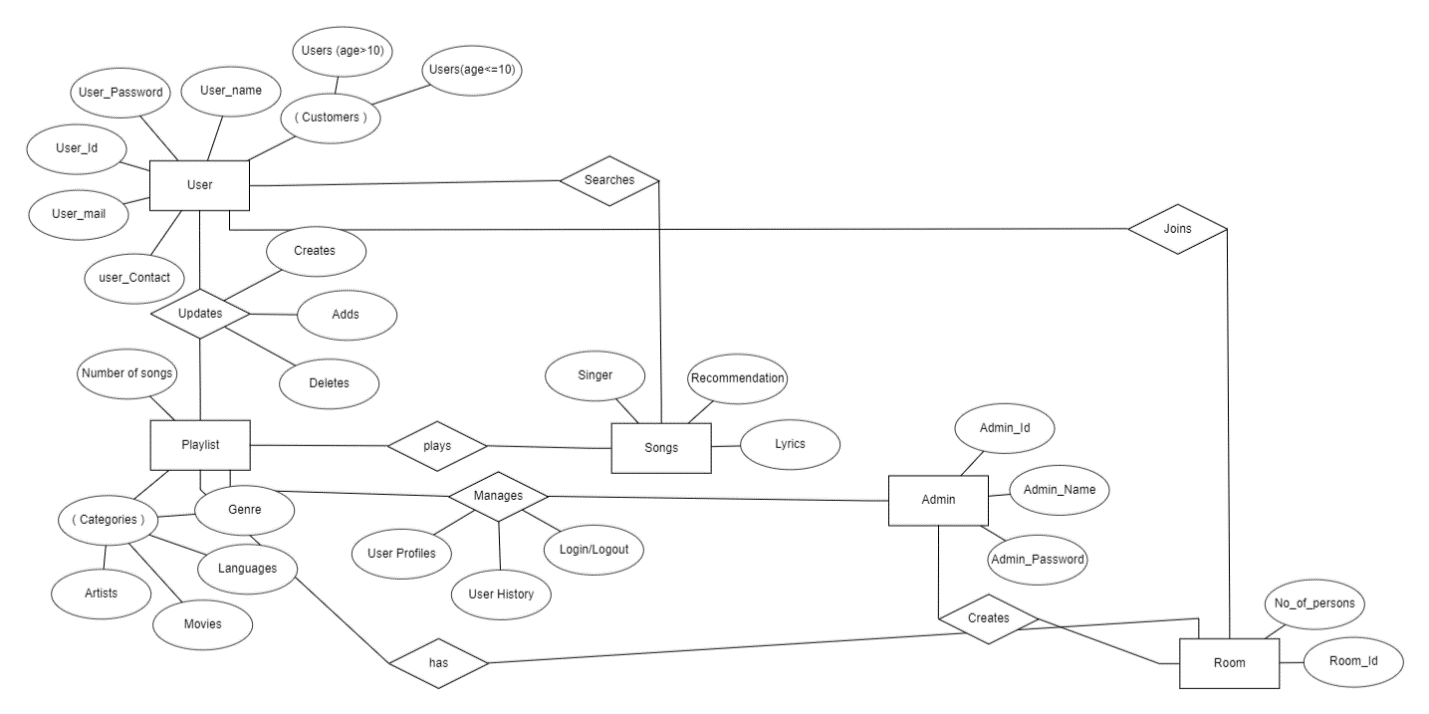 Users (age>10)
Users(age<=10)
User_Password
User_name
( Customers )
User_Id
User
Searches
User_mail
Joins
user_Contact
Creates
Updates
Adds
Number of songs
Deletes
Singer
Recommendation
Playlist
plays
Songs
Lyrics
Admin_Id
Manages
Admin
Admin_Name
( Categories )
Genre
User Profiles
Login/Logout
Admin_Password
Languages
Artists
User History
Movies
Creates
No_of_persons
has
Room
Room_Id